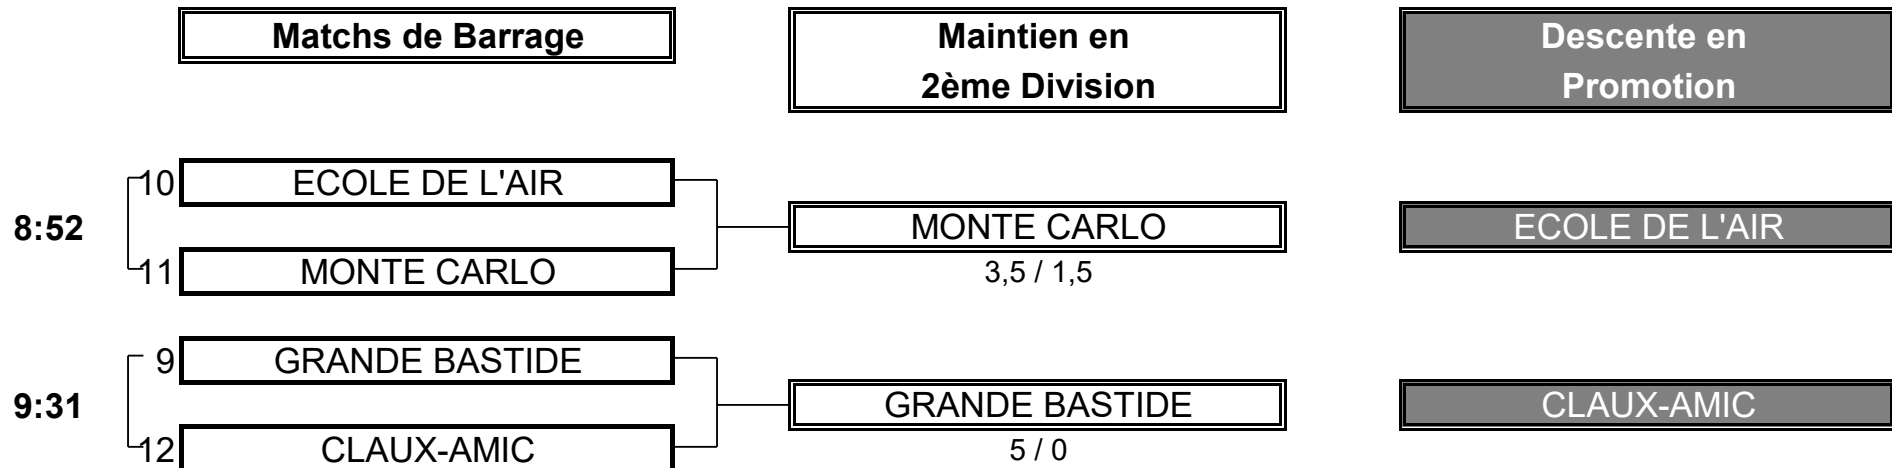 Matchs de Barrage
Maintien en
2ème Division
Descente en
Promotion
10 ECOLE DE L'AIR
8:52 MONTE CARLO ECOLE DE L'AIR
11 MONTE CARLO 3,5 / 1,5
9 GRANDE BASTIDE
9:31 GRANDE BASTIDE CLAUX-AMIC
12 CLAUX-AMIC 5 / 0